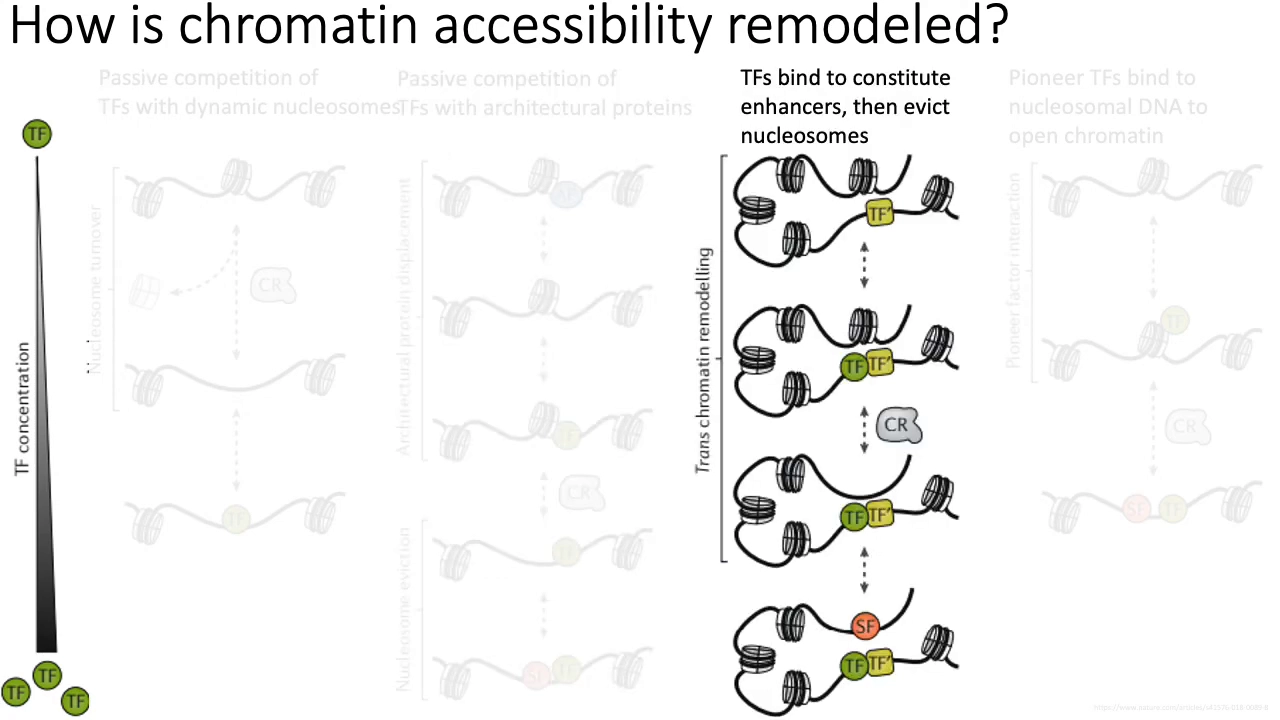 How is chromatin accessibility remodeled?
Passive competition of
TFs with dynamic nucleosomes
Passive competition of
TFs with architectural proteins
TFs bind to constitute
enhancers, then evict
nucleosomes
Pioneer TFs bind to
nucleosomal DNA to
open chromatin
TF
TF concentration
TF
TF
TF
Nucleosome turnover
CR
TF
Architectural protein displacement
Nucleosome eviction
TF
CR
TF
SF
TF
Trans chromatin remodelling
TF'
TF
TF'
CR
TF
TF'
SF
TF
TF'
Pioneer factor interaction
TF
CR
SF
TF